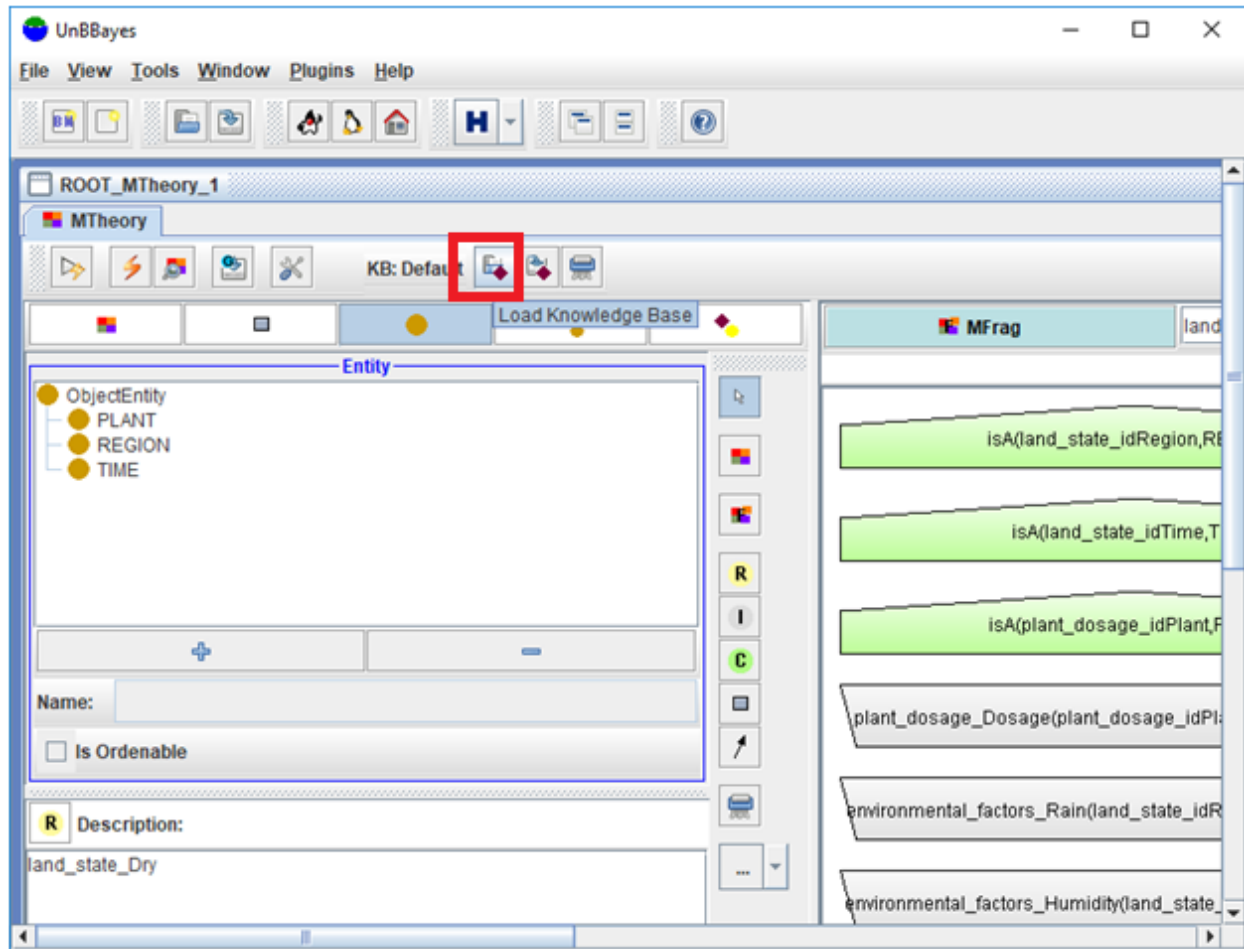 UnBBayes
File View Tools Window Plugins Help
BN
H
ROOT_MTheory_1
MTheory
KB: Default
Load Knowledge Base
MFrag
land
Entity
ObjectEntity
PLANT
REGION
TIME
Name:
Is Ordenable
R Description:
land_state_Dry
R
I
C
...
isA(land_state_idRegion,RE
isA(land_state_idTime,T
isA(plant_dosage_idPlant,P
plant_dosage_Dosage(plant_dosage_idPla
environmental_factors_Rain(land_state_idR
environmental_factors_Humidity(land_state_